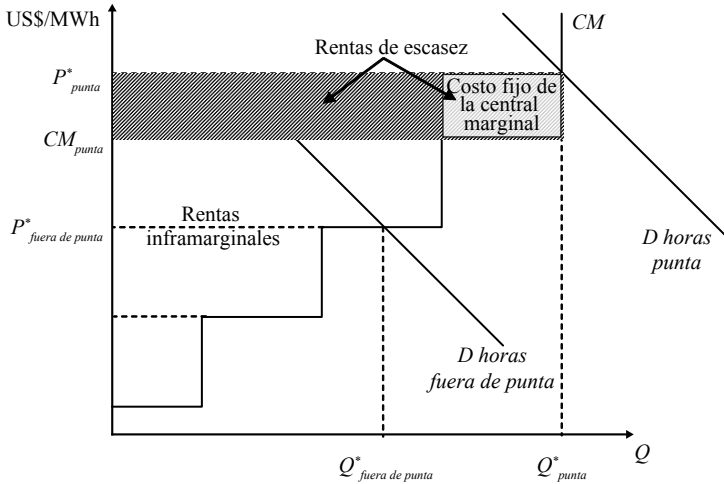 US$/MWh
CM
Rentas de escasez
P*punta
Costo fijo de
la central
marginal
CMpunta
Rentas
inframarginales
P*fuera de punta
D horas
punta
D horas
fuera de punta
Q
Q*fuera de punta
Q*punta